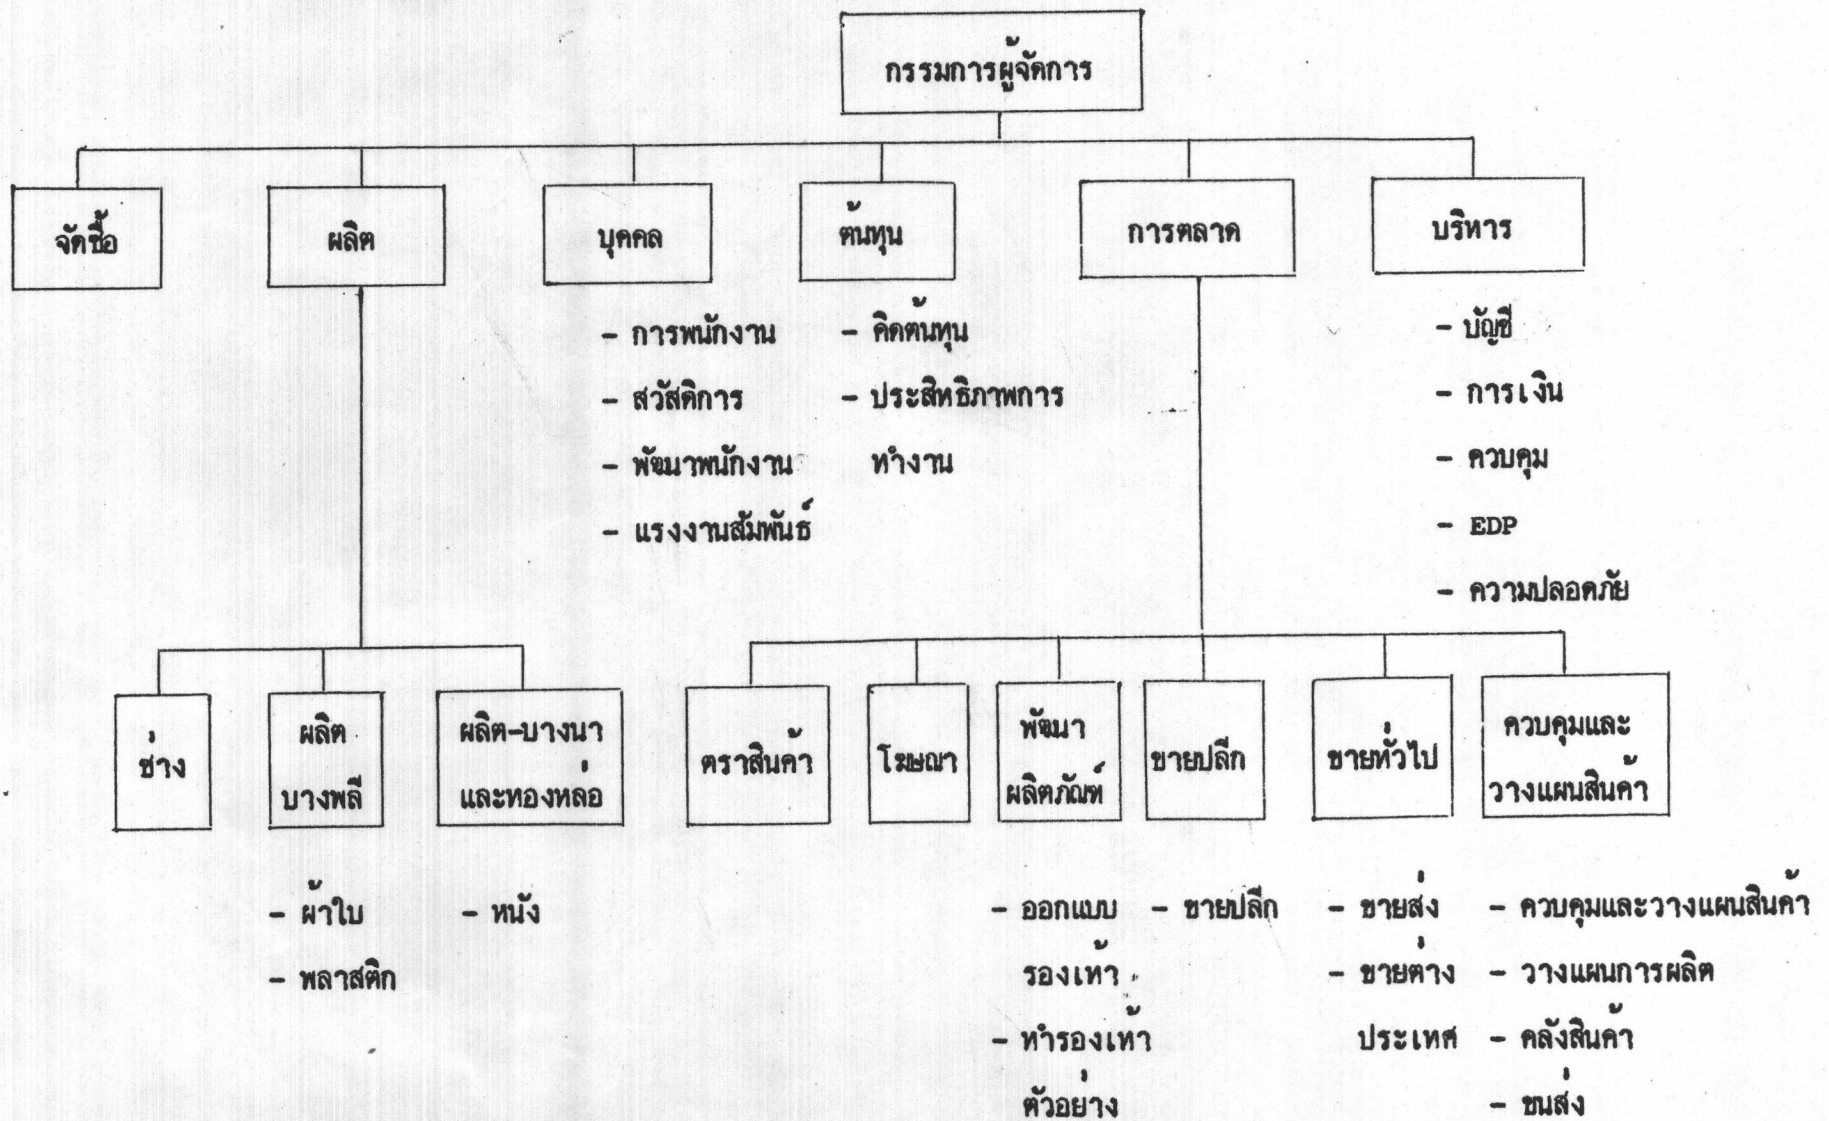 กรรมการผู้จัดการ
จัดซื้อ
ผลิต
บุคคล
ต้นทุน
การตลาด
บริหาร
- การพนักงาน
- สวัสดิการ
- พัฒนาพนักงาน
- แรงงานสัมพันธ์
- คิดต้นทุน
- ประสิทธิภาพการ
ทำงาน
- บัญชี
- การเงิน
- ควบคุม
- EDP
- ความปลอดภัย
ช่าง
ผลิต
บางพลี
ผลิต-บางนา
และทองหล่อ
ตราสินค้า
โฆษณา
พัฒนา
ผลิตภัณฑ์
ขายปลีก
ขายทั่วไป
ควบคุมและ
วางแผนสินค้า
- ผ้าใบ
- พลาสติก
- หนัง
- ออกแบบ
รองเท้า
- ทำรองเท้า
ตัวอย่าง
- ขายปลีก
- ขายส่ง
- ขายต่าง
ประเทศ
- ควบคุมและวางแผนสินค้า
- วางแผนการผลิต
- คลังสินค้า
- ขนส่ง